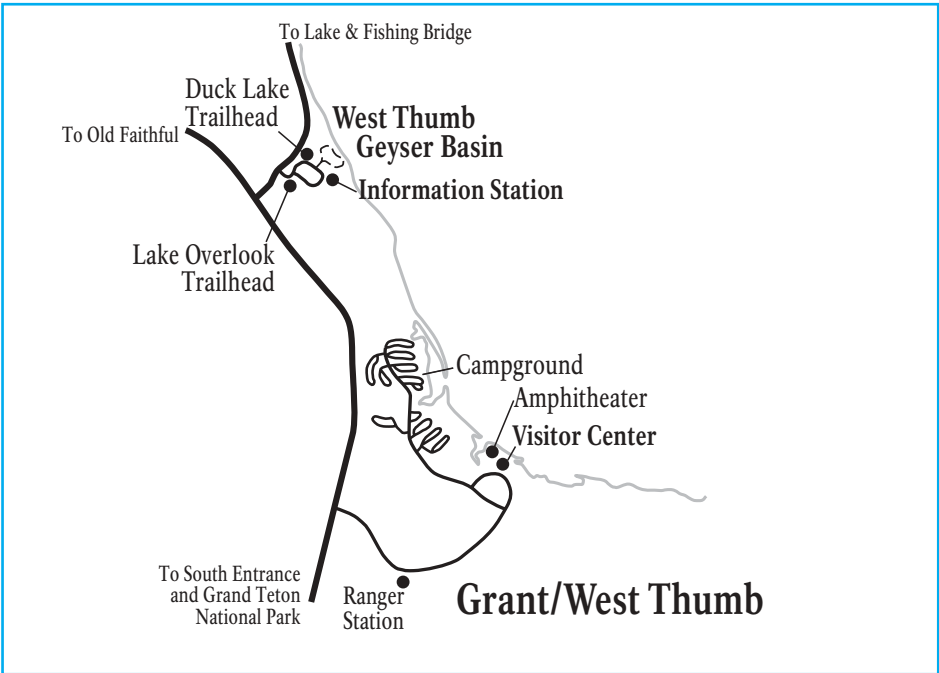 To Lake & Fishing Bridge
Duck Lake
Trailhead
To Old Faithful
West Thumb
Geyser Basin
Information Station
Lake Overlook
Trailhead
Campground
Amphitheater
Visitor Center
To South Entrance
and Grand Teton
National Park
Ranger
Station
Grant/West Thumb